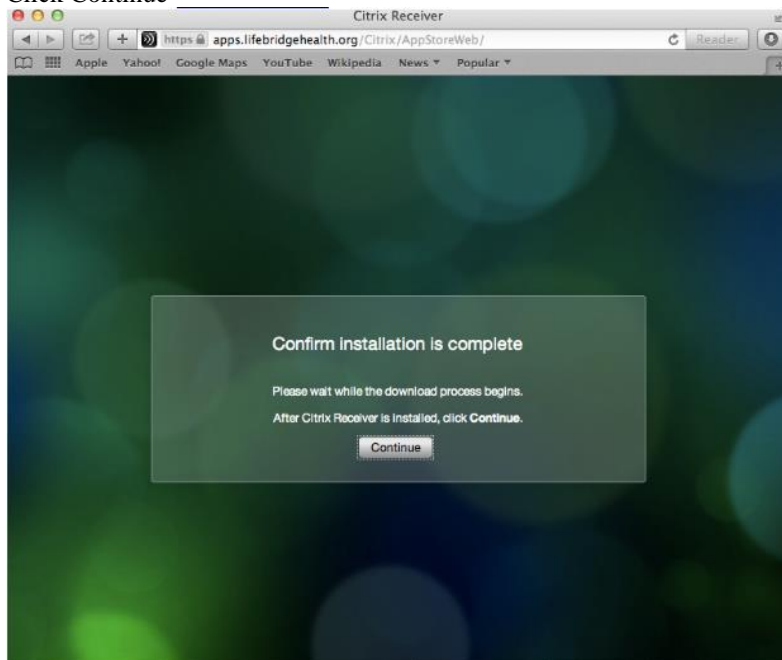 Click Continue
Citrix Receiver
https apps.lifebridgehealth.org/Citrix/AppStoreWeb/ Reader
Apple Yahoo! Google Maps YouTube Wikipedia News Popular
Confirm installation is complete
Please wait while the download process begins.
After Citrix Receiver is installed, click Continue.
Continue